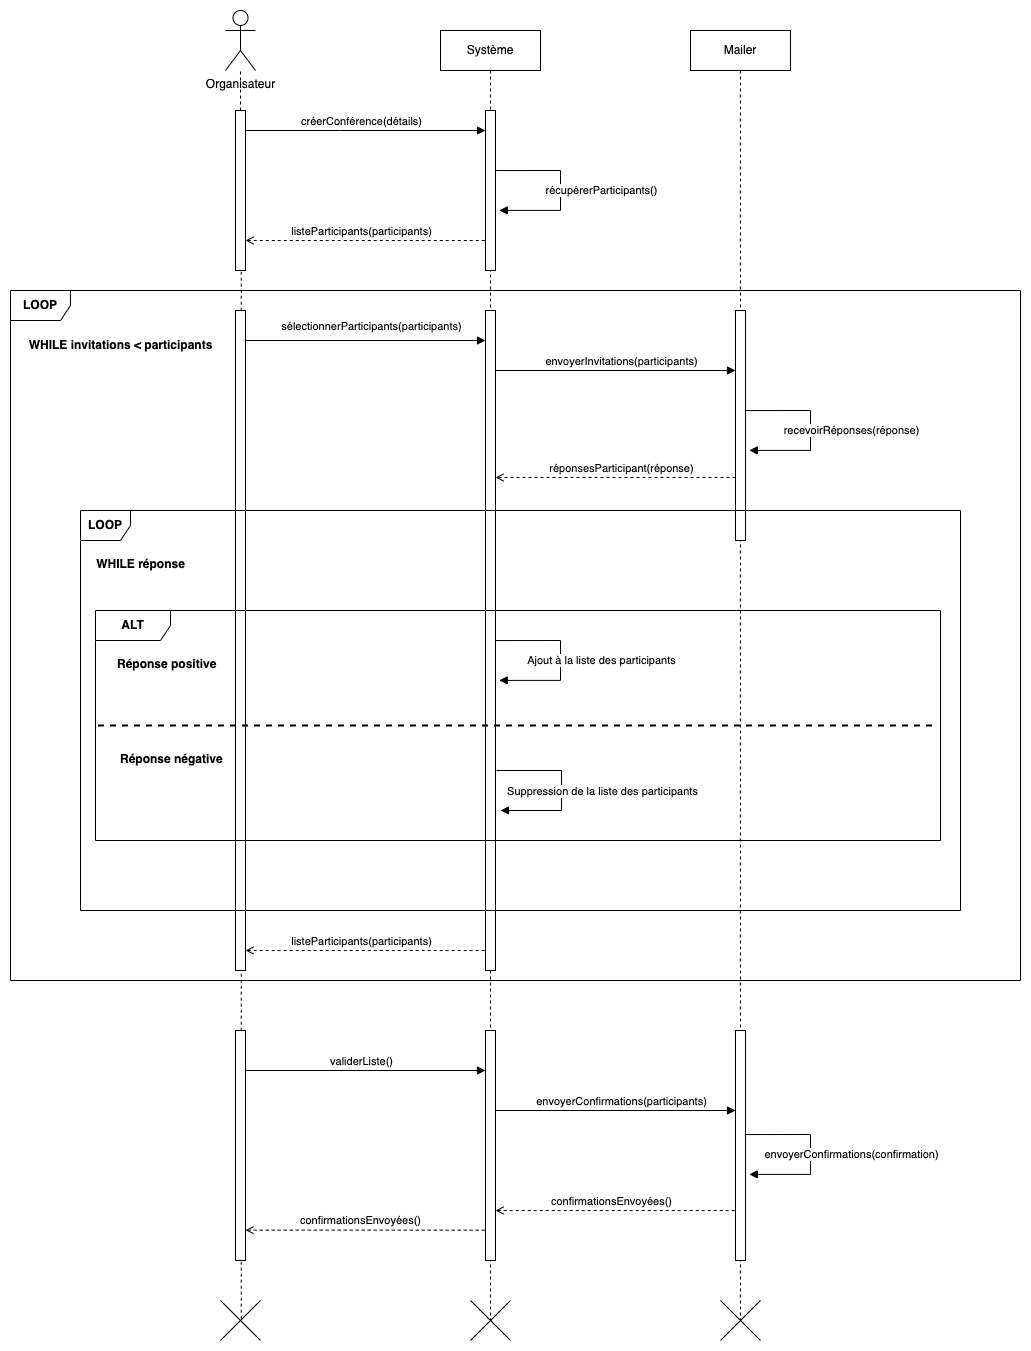 Organisateur
Système
Mailer
créerConférence(détails)
récupérerParticipants()
listeParticipants(participants)
LOOP
WHILE invitations < participants
sélectionnerParticipants(participants)
envoyerInvitations(participants)
recevoirRéponses(réponse)
réponsesParticipant(réponse)
LOOP
WHILE réponse
ALT
Réponse positive
Ajout à la liste des participants
Réponse négative
Suppression de la liste des participants
listeParticipants(participants)
validerListe()
envoyerConfirmations(participants)
envoyerConfirmations(confirmation)
confirmationsEnvoyées()
confirmationsEnvoyées()